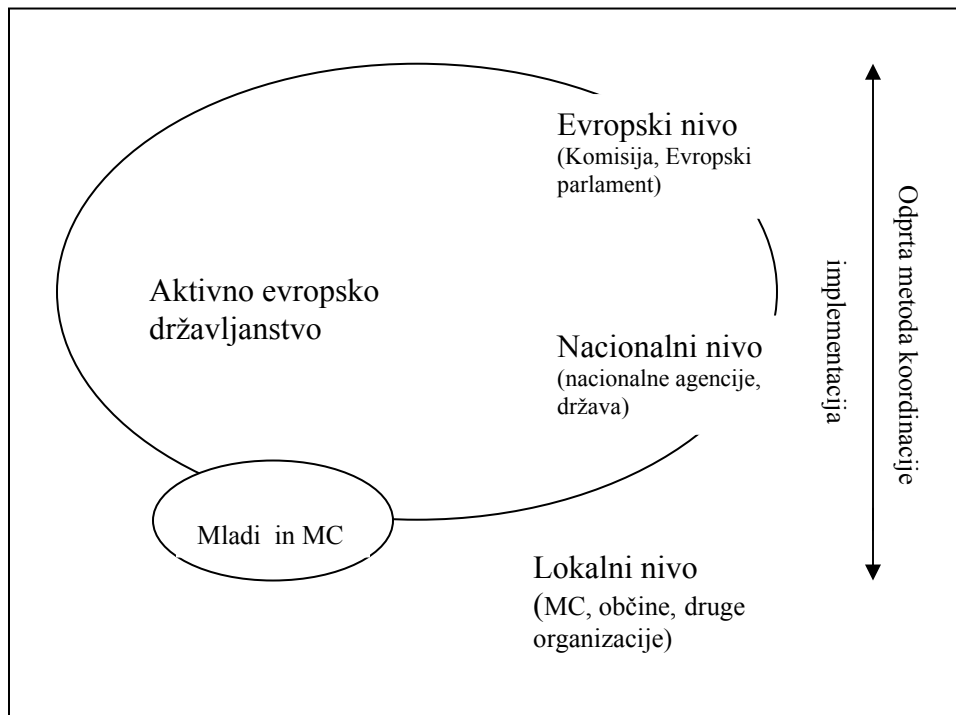 Evropski nivo
(Komisija, Evropski
parlament)
Aktivno evropsko
državljanstvo
Nacionalni nivo
(nacionalne agencije,
država)
Mladi in MC
Lokalni nivo
(MC, občine, druge
organizacije)
implementacija
Odprta metoda koordinacije